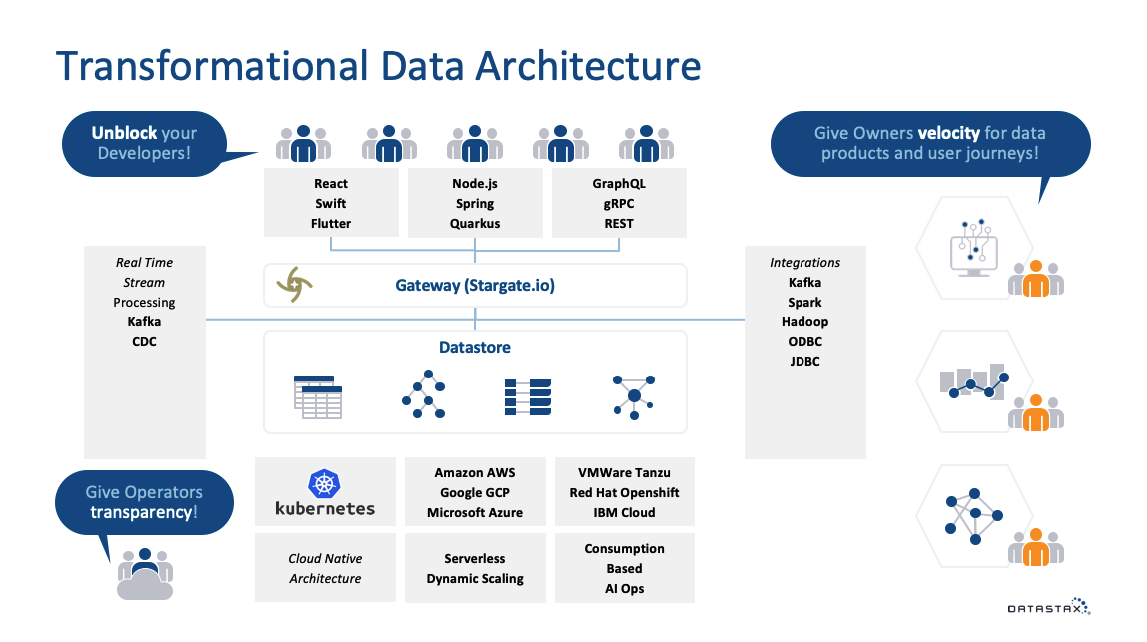 Transformational Data Architecture
Unblock your
Developers!
Give Owners velocity for data
products and user journeys!
React
Swift
Flutter
Node.js
Spring
Quarkus
GraphQL
gRPC
REST
Real Time
Stream
Processing
Kafka
CDC
Gateway (Stargate.io)
Integrations
Kafka
Spark
Hadoop
ODBC
JDBC
Datastore
Give Operators
transparency!
kubernetes
Amazon AWS
Google GCP
Microsoft Azure
VMWare Tanzu
Red Hat Openshift
IBM Cloud
Cloud Native
Architecture
Serverless
Dynamic Scaling
Consumption
Based
AI Ops
DATASTAX